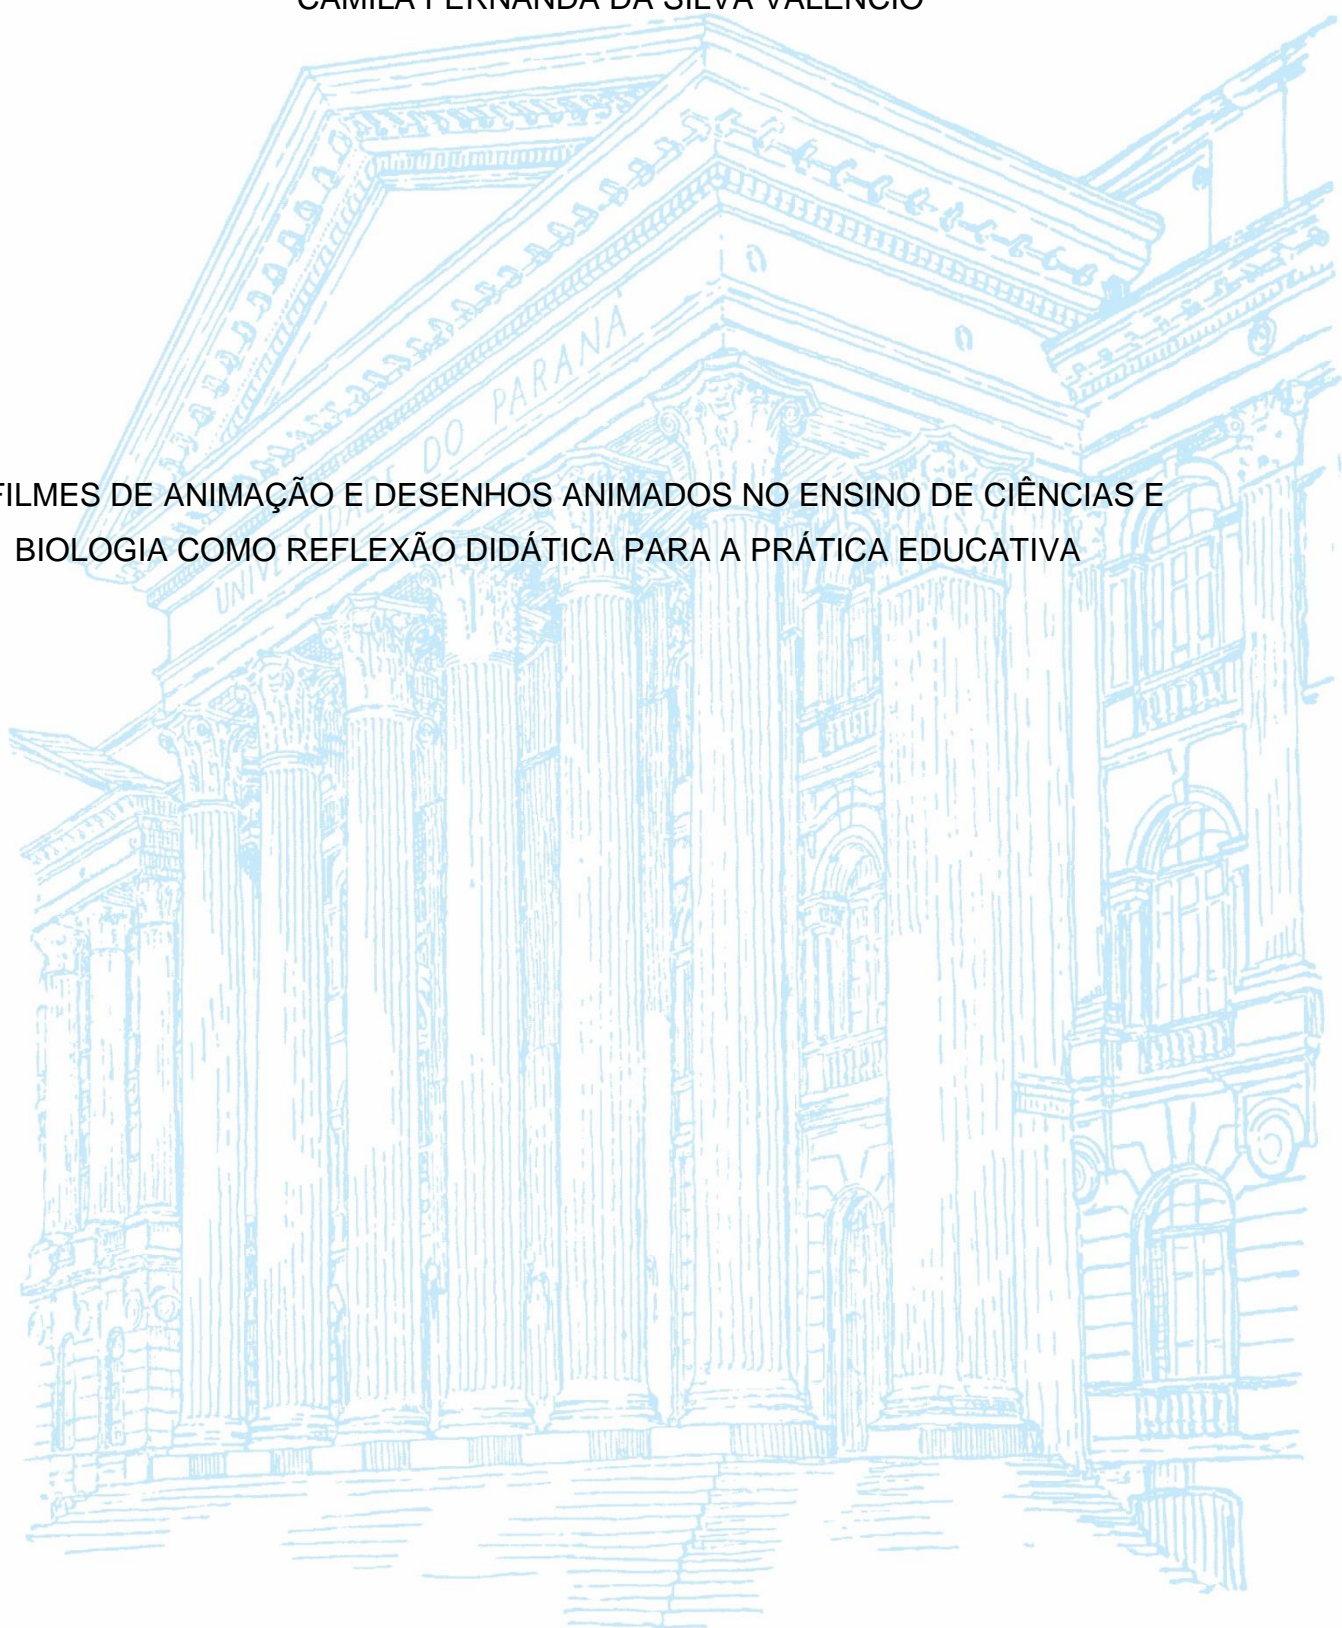 CAMILA FERNANDA DA SILVA VALENCIO
UNIVERSIDADE DO PARANÁ
FILMES DE ANIMAÇÃO E DESENHOS ANIMADOS NO ENSINO DE CIÊNCIAS E
BIOLOGIA COMO REFLEXÃO DIDÁTICA PARA A PRÁTICA EDUCATIVA